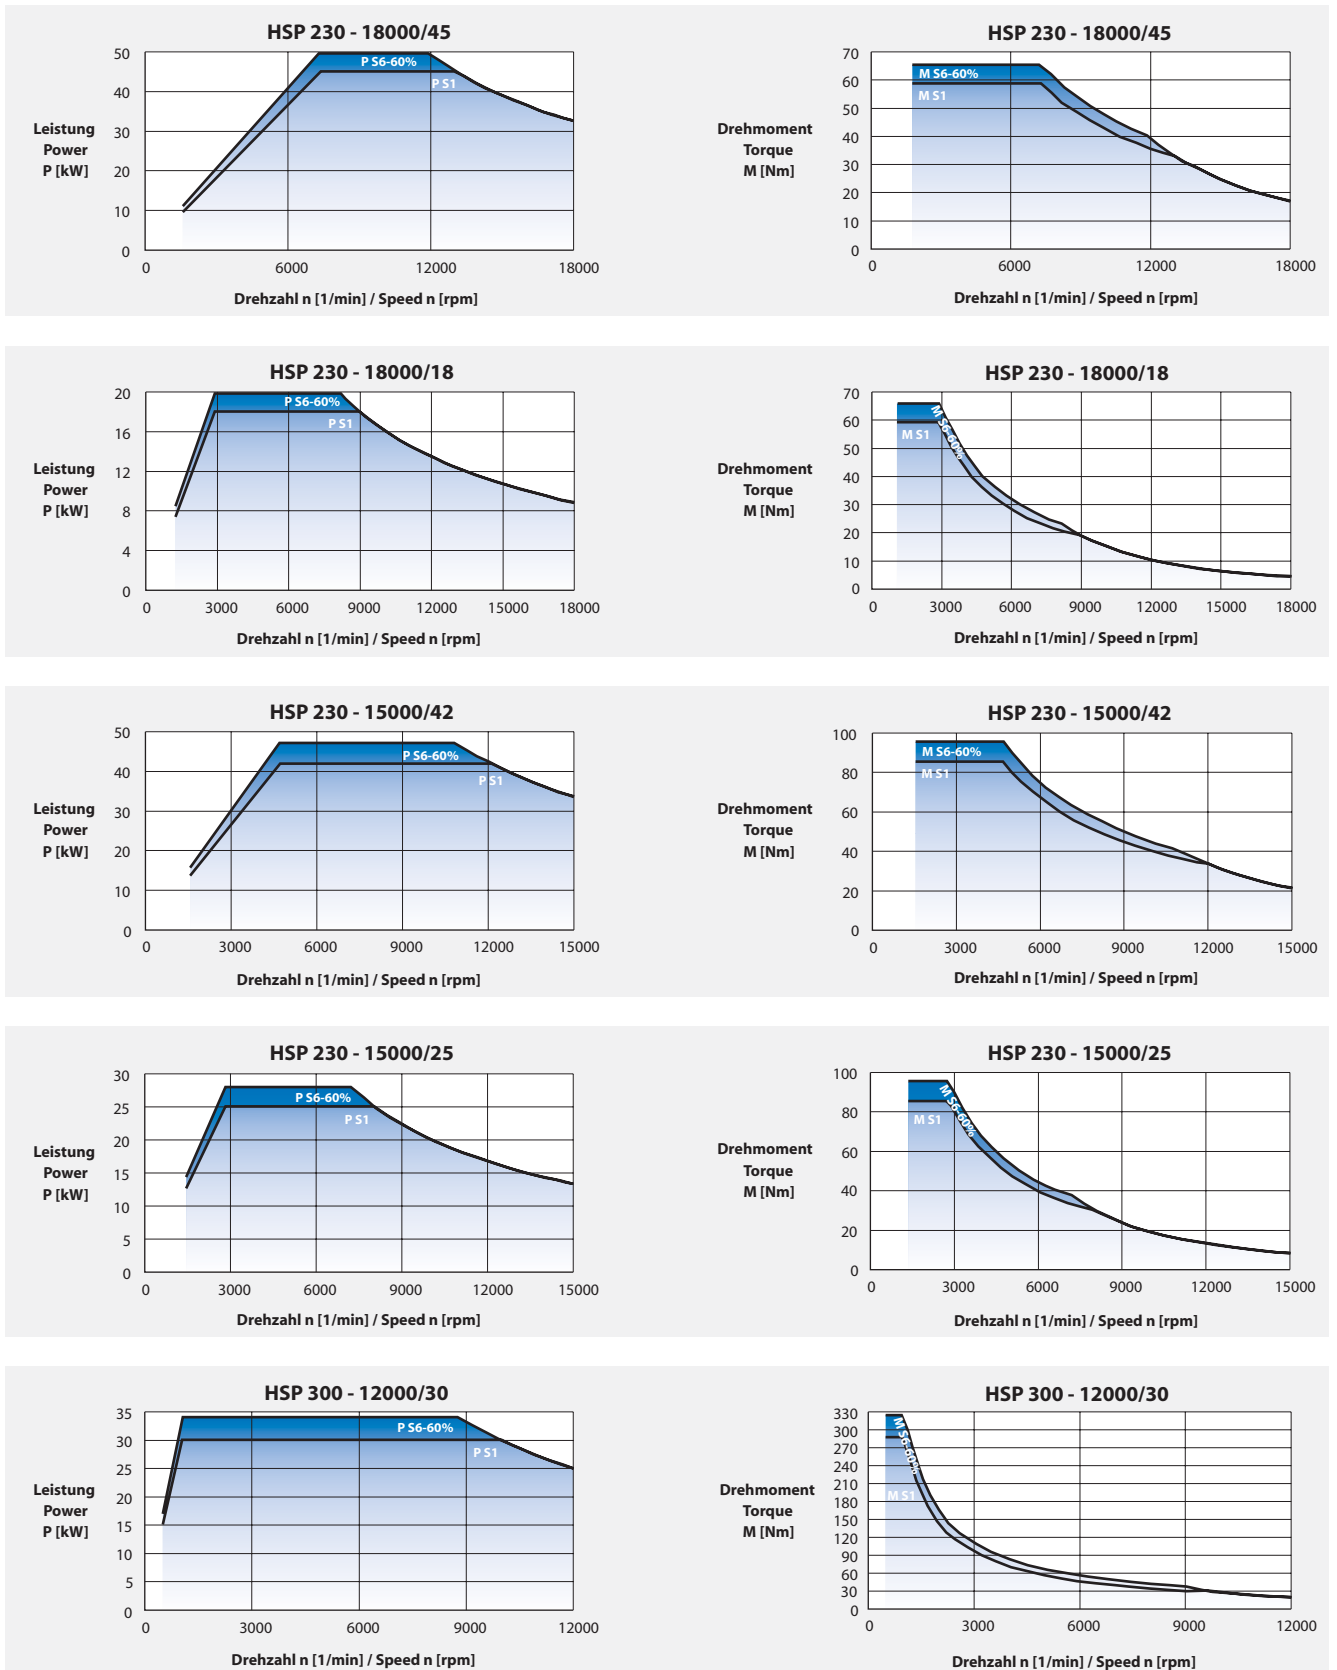 HSP 230 - 18000/45
50
40
30
20
10
0
Leistung
Power
P [kW]
P S6-60%
P S1
0 6000 12000 18000
Drehzahl n [1/min] / Speed n [rpm]
HSP 230 - 18000/45
70
60
50
40
30
20
10
0
Drehmoment
Torque
M [Nm]
M S6-60%
M S1
0 6000 12000 18000
Drehzahl n [1/min] / Speed n [rpm]
HSP 230 - 18000/18
20
16
12
8
4
0
Leistung
Power
P [kW]
P S6-60%
P S1
0 3000 6000 9000 12000 15000 18000
Drehzahl n [1/min] / Speed n [rpm]
HSP 230 - 18000/18
70
60
50
40
30
20
10
0
Drehmoment
Torque
M [Nm]
M S6-60%
M S1
0 3000 6000 9000 12000 15000 18000
Drehzahl n [1/min] / Speed n [rpm]
HSP 230 - 15000/42
50
40
30
20
10
0
Leistung
Power
P [kW]
P S6-60%
P S1
0 3000 6000 9000 12000 15000
Drehzahl n [1/min] / Speed n [rpm]
HSP 230 - 15000/42
100
80
60
40
20
0
Drehmoment
Torque
M [Nm]
M S6-60%
M S1
0 3000 6000 9000 12000 15000
Drehzahl n [1/min] / Speed n [rpm]
HSP 230 - 15000/25
30
25
20
15
10
5
0
Leistung
Power
P [kW]
P S6-60%
P S1
0 3000 6000 9000 12000 15000
Drehzahl n [1/min] / Speed n [rpm]
HSP 230 - 15000/25
100
80
60
40
20
0
Drehmoment
Torque
M [Nm]
M S6-60%
M S1
0 3000 6000 9000 12000 15000
Drehzahl n [1/min] / Speed n [rpm]
HSP 300 - 12000/30
35
30
25
20
15
10
5
0
Leistung
Power
P [kW]
P S6-60%
P S1
0 3000 6000 9000 12000
Drehzahl n [1/min] / Speed n [rpm]
HSP 300 - 12000/30
330
300
270
240
210
180
150
120
90
60
30
0
Drehmoment
Torque
M [Nm]
M S6-60%
M S1
0 3000 6000 9000 12000
Drehzahl n [1/min] / Speed n [rpm]